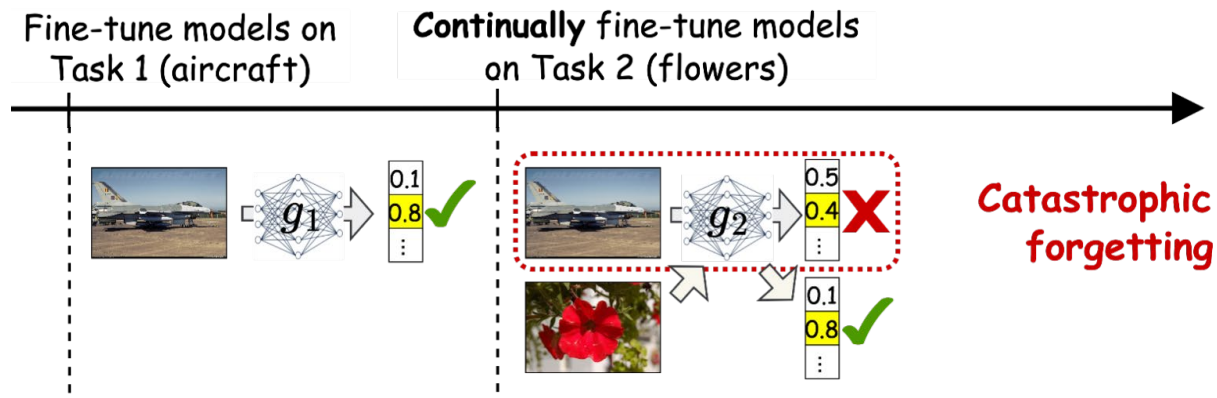 Fine-tune models on
Task 1 (aircraft)
Continually fine-tune models
on Task 2 (flowers)
g₁
0.1
0.8
⋮
g₂
0.5
0.4
⋮
X
0.1
0.8
⋮
Catastrophic
forgetting